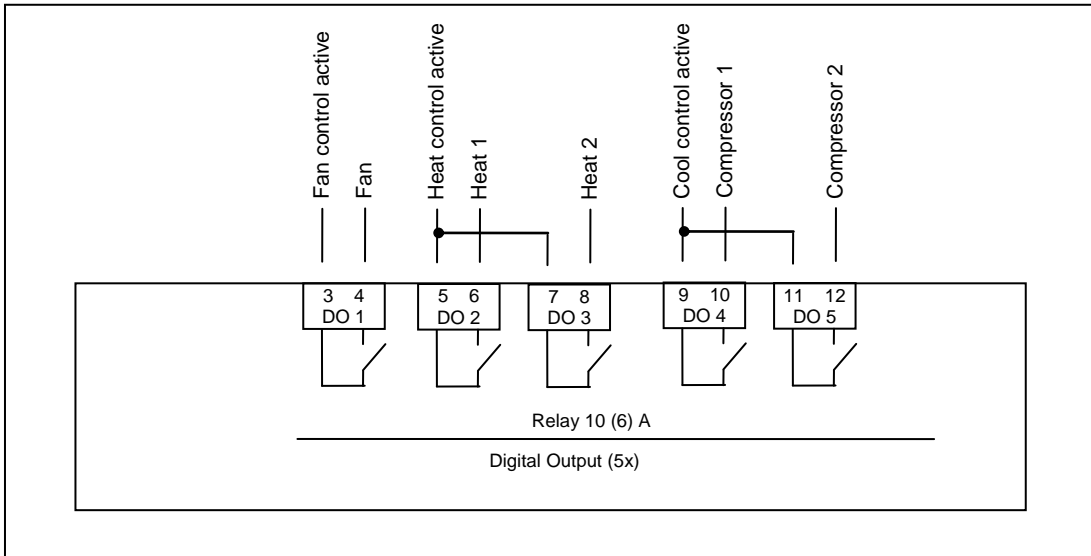 Fan control active
Fan
Heat control active
Heat 1
Heat 2
Cool control active
Compressor 1
Compressor 2
3 4
DO 1
5 6
DO 2
7 8
DO 3
9 10
DO 4
11 12
DO 5
Relay 10 (6) A
Digital Output (5x)